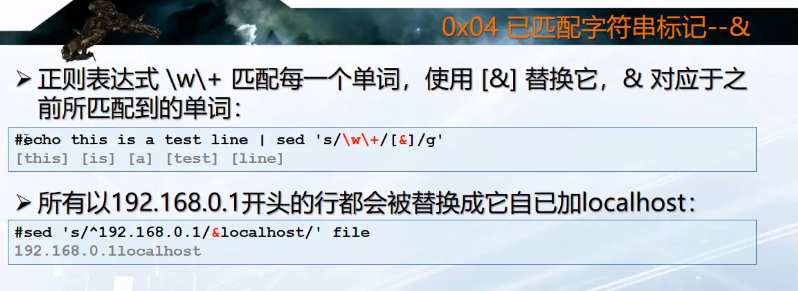 0x04 已匹配字符串标记--&
➢ 正则表达式 \w\+ 匹配每一个单词，使用 [&] 替换它，& 对应于之
前所匹配到的单词：
#echo this is a test line | sed 's/\w\+/[&]/g'
[this] [is] [a] [test] [line]
➢ 所有以192.168.0.1开头的行都会被替换成它自已加localhost：
#sed 's/^192.168.0.1/&localhost/' file
192.168.0.1localhost